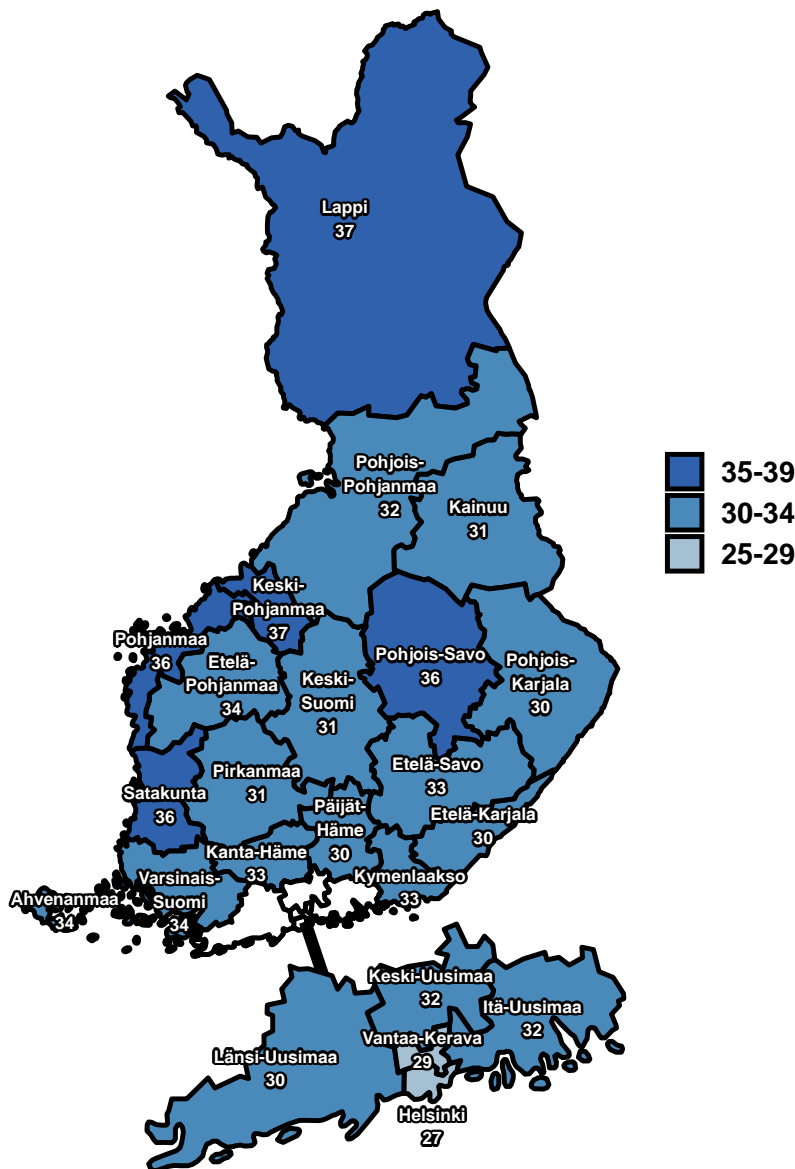 Lappi
37
Pohjois-
Pohjanmaa
32
Kainuu
31
35-39
30-34
25-29
Keski-
Pohjanmaa
37
Pohjanmaa
36
Etelä-
Pohjanmaa
34
Keski-
Suomi
31
Pohjois-Savo
36
Pohjois-
Karjala
30
Pirkanmaa
31
Etelä-Savo
33
Satakunta
36
Päijät-
Häme
30
Etelä-Karjala
30
Kanta-Häme
33
Kymenlaakso
33
Varsinais-
Suomi
34
Ahvenanmaa
34
Keski-Uusimaa
32
Itä-Uusimaa
32
Vantaa-Kerava
29
Länsi-Uusimaa
30
Helsinki
27